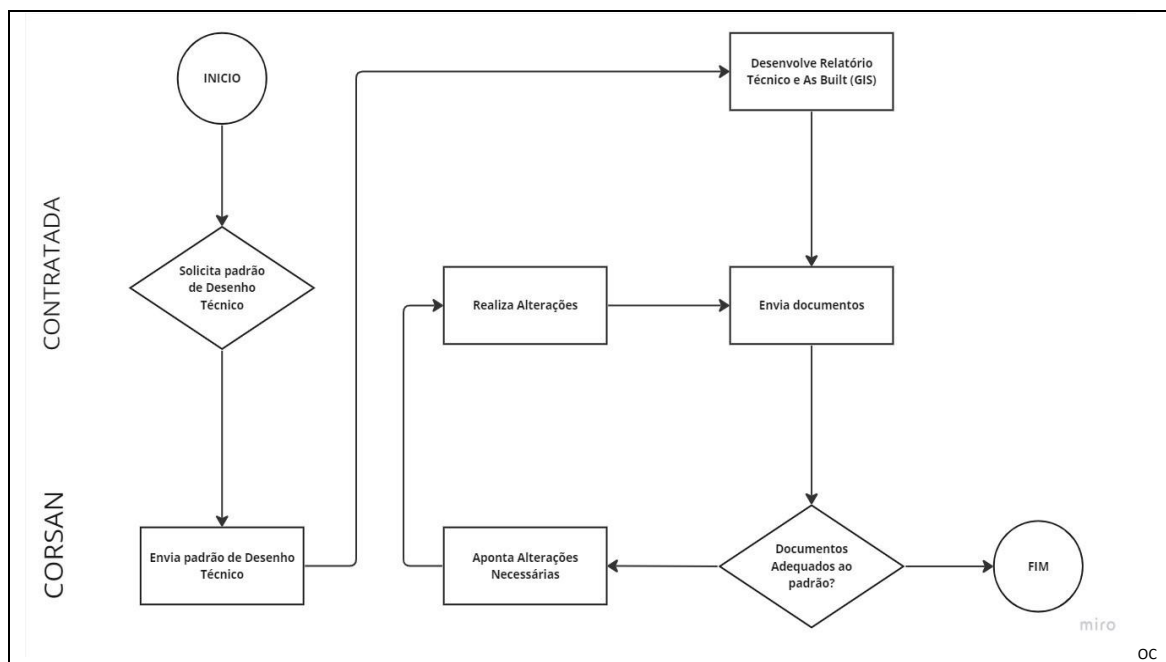 INICIO
Desenvolve Relatório
Técnico e As Built (GIS)
CONTRATADA
Solicita padrão
de Desenho
Técnico
Realiza Alterações
Envia documentos
CORSAN
Envia padrão de Desenho
Técnico
Aponta Alterações
Necessárias
Documentos
Adequados ao
padrão?
FIM
miro
oc